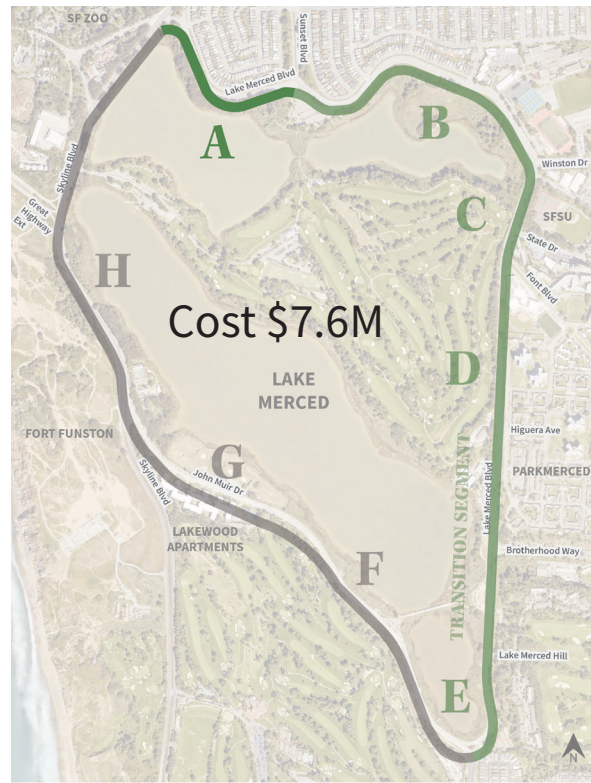 SF ZOO
Sunset Blvd
Lake Merced Blvd
A
B
Winston Dr
Skyline Blvd
Great
Highway
Ext
C
SFSU
State Dr
H
Font Blvd
Cost $7.6M
D
LAKE
MERCED
FORT FUNSTON
Higuera Ave
G
PARKMERCED
Skyline Blvd
John Muir Dr
Lake Merced Blvd
TRANSITION SEGMENT
LAKEWOOD
APARTMENTS
Brotherhood Way
F
Lake Merced Hill
E
N